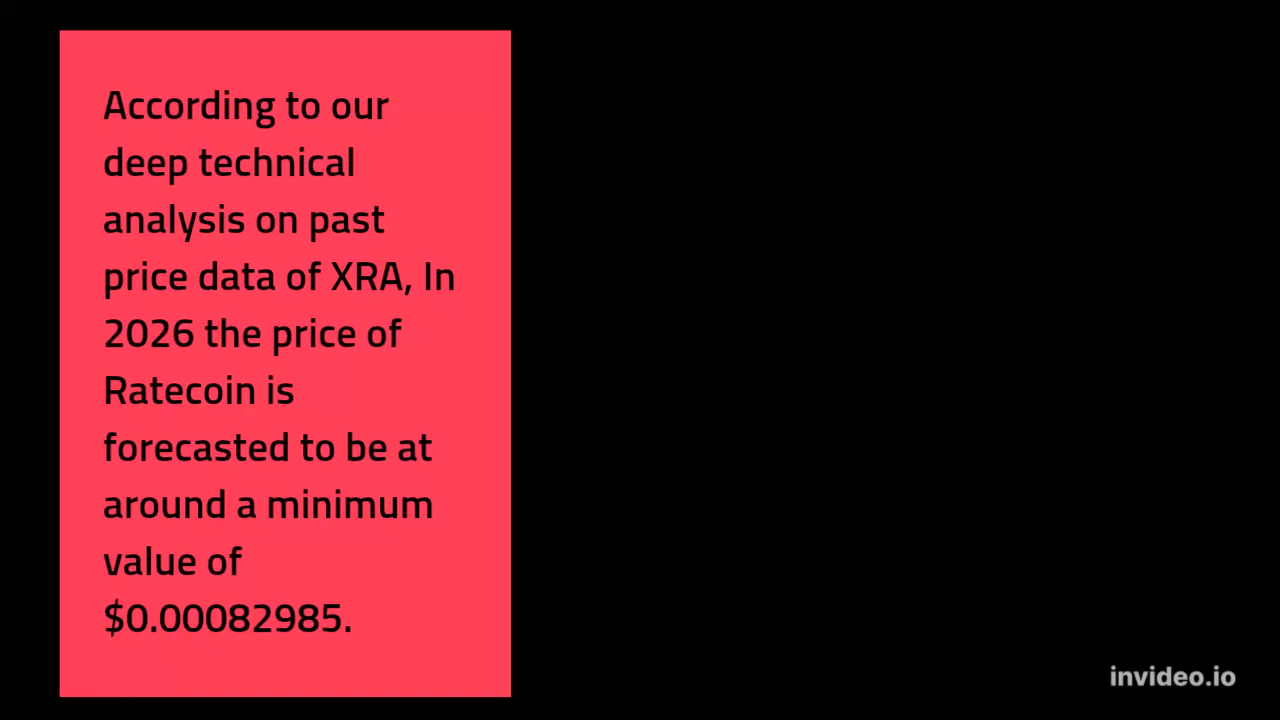 According to our
deep technical
analysis on past
price data of XRA, In
2026 the price of
Ratecoin is
forecasted to be at
around a minimum
value of
$0.00082985.
invideo.io